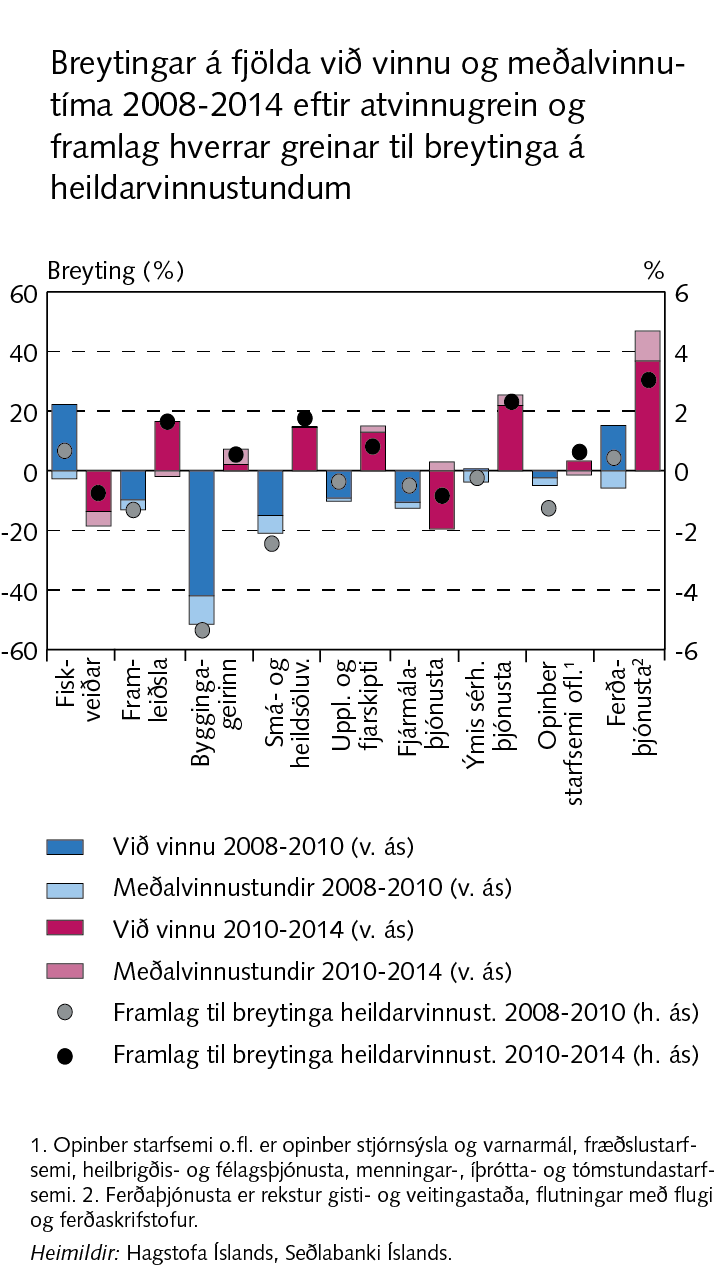 Breytingar á fjölda við vinnu og meðalvinnu-
tíma 2008-2014 eftir atvinnugrein og
framlag hverrar greinar til breytinga á
heildarvinnustundum
Breyting (%) %
60 6
40 4
20 2
0 0
-20 -2
-40 -4
-60 -6
Fisk-
veiðar
Fram-
leiðsla
Bygginga-
geirinn
Smá- og
heildsöluv.
Uppl. og
fjarskipti
Fjármála-
þjónusta
Ýmis sérh.
þjónusta
Opinber
starfsemi ofl.¹
Ferða-
þjónusta²
Við vinnu 2008-2010 (v. ás)
Meðalvinnustundir 2008-2010 (v. ás)
Við vinnu 2010-2014 (v. ás)
Meðalvinnustundir 2010-2014 (v. ás)
Framlag til breytinga heildarvinnust. 2008-2010 (h. ás)
Framlag til breytinga heildarvinnust. 2010-2014 (h. ás)
1. Opinber starfsemi o.fl. er opinber stjórnsýsla og varnarmál, fræðslustarf-
semi, heilbrigðis- og félagsþjónusta, menningar-, íþrótta- og tómstundastarf-
semi. 2. Ferðaþjónusta er rekstur gisti- og veitingastaða, flutningar með flugi
og ferðaskrifstofur.
Heimildir: Hagstofa Íslands, Seðlabanki Íslands.